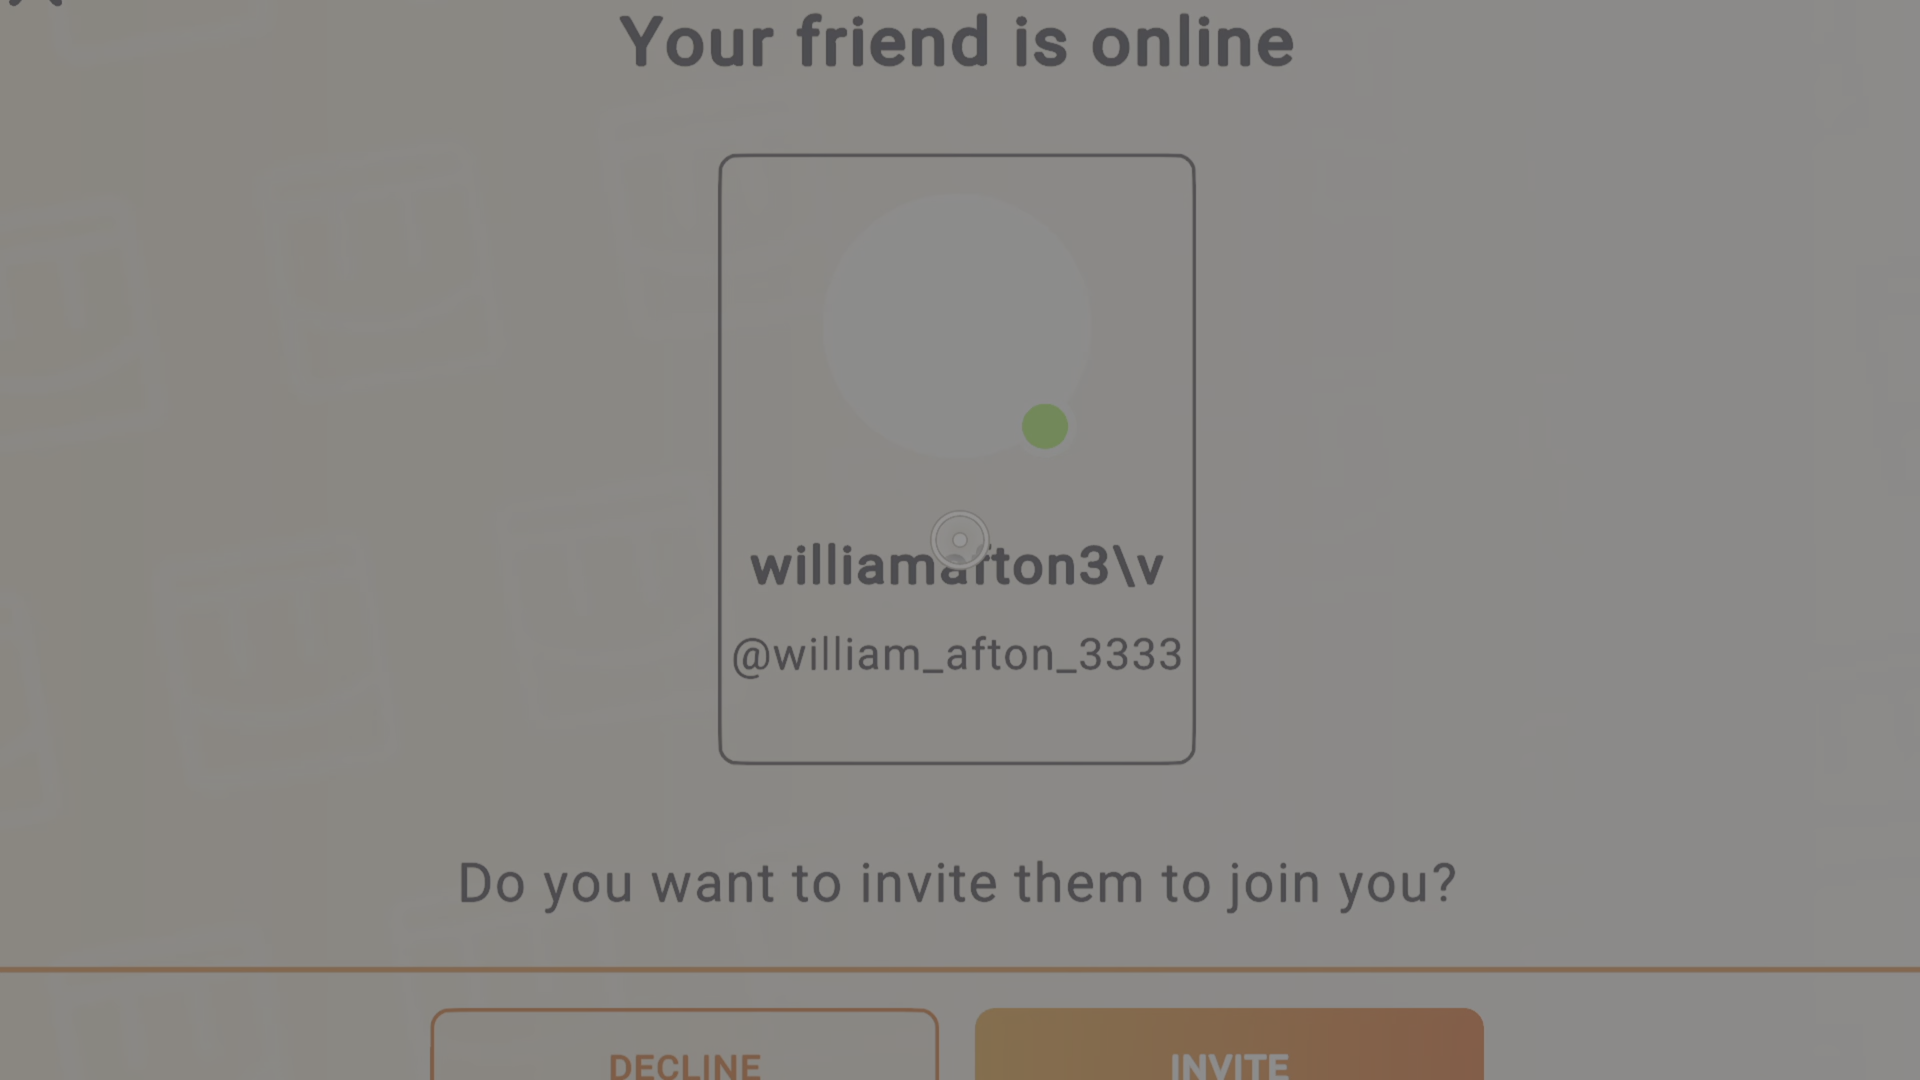 Your friend is online
williamafton3\v
@william_afton_3333
Do you want to invite them to join you?
DECLINE
INVITE